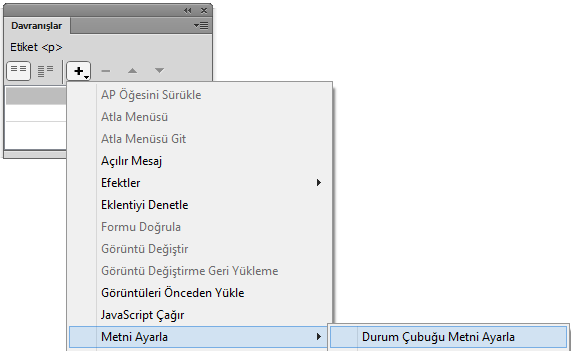 Davranışlar
Etiket <p>
AP Öğesini Sürükle
Atla Menüsü
Atla Menüsü Git
Açılır Mesaj
Efektler
Eklentiyi Denetle
Formu Doğrula
Görüntü Değiştir
Görüntü Değiştirme Geri Yükleme
Görüntüleri Önceden Yükle
JavaScript Çağır
Metni Ayarla
Durum Çubuğu Metni Ayarla